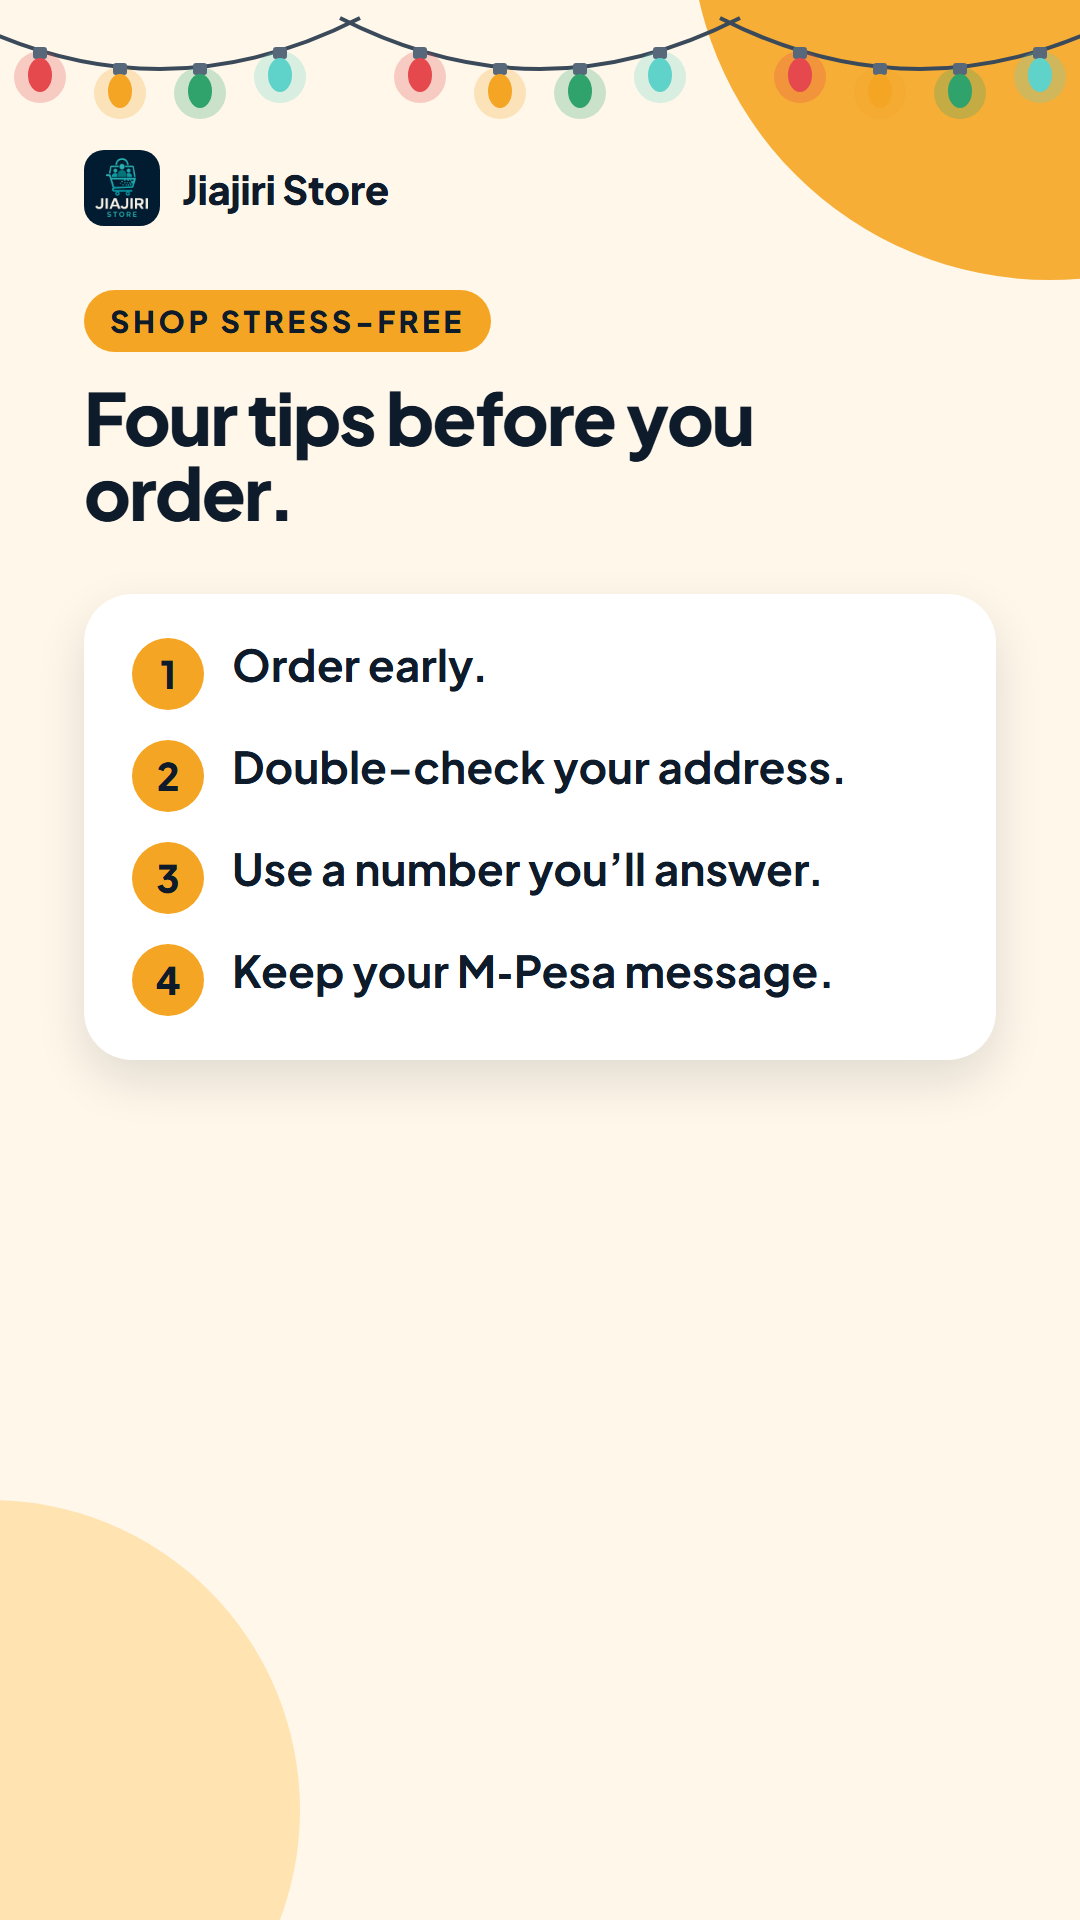 JIAJIRI
STORE
Jiajiri Store
SHOP STRESS-FREE
Four tips before you
order.
1 Order early.
2 Double-check your address.
3 Use a number you’ll answer.
4 Keep your M-Pesa message.